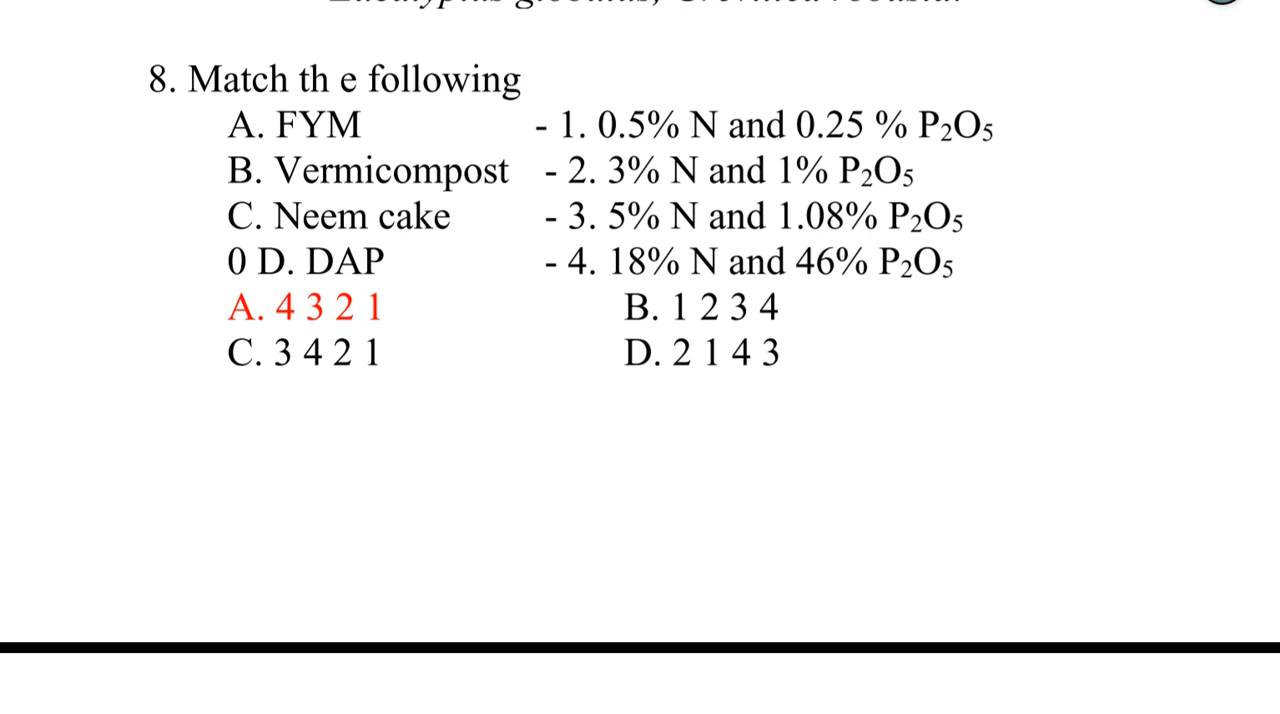 8. Match th e following
A. FYM - 1. 0.5% N and 0.25 % P₂O₅
B. Vermicompost - 2. 3% N and 1% P₂O₅
C. Neem cake - 3. 5% N and 1.08% P₂O₅
0 D. DAP - 4. 18% N and 46% P₂O₅
A. 4 3 2 1 B. 1 2 3 4
C. 3 4 2 1 D. 2 1 4 3